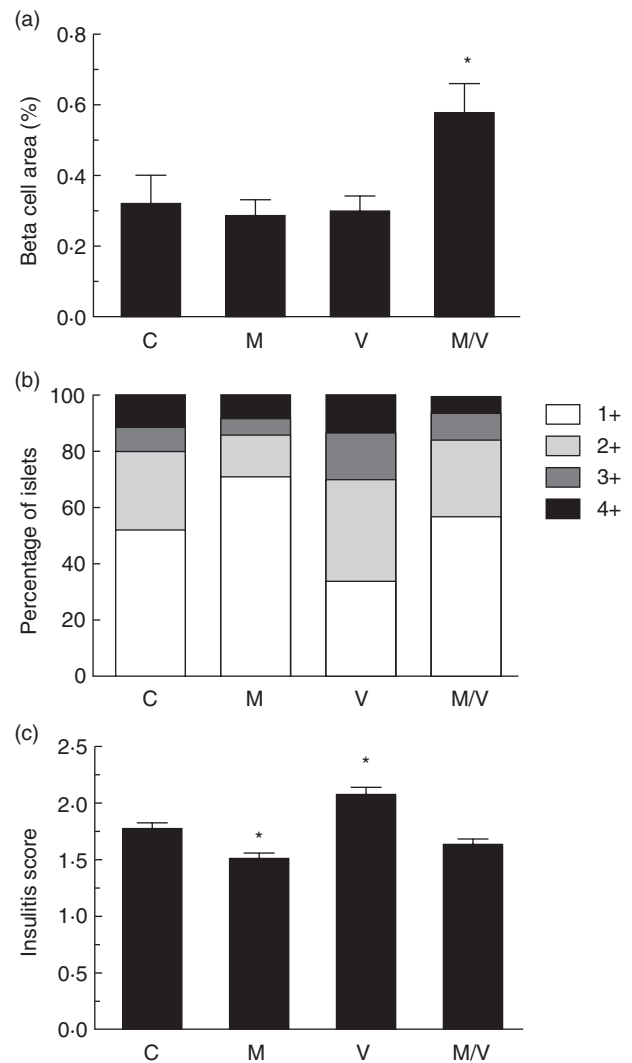 (a)
0·8
0·6
0·4
0·2
0·0
Beta cell area (%)
*
C M V M/V
(b)
100
80
60
40
20
0
Percentage of islets
1+
2+
3+
4+
C M V M/V
(c)
2·5
2·0
1·5
1·0
0·5
0·0
Insulitis score
*
*
C M V M/V